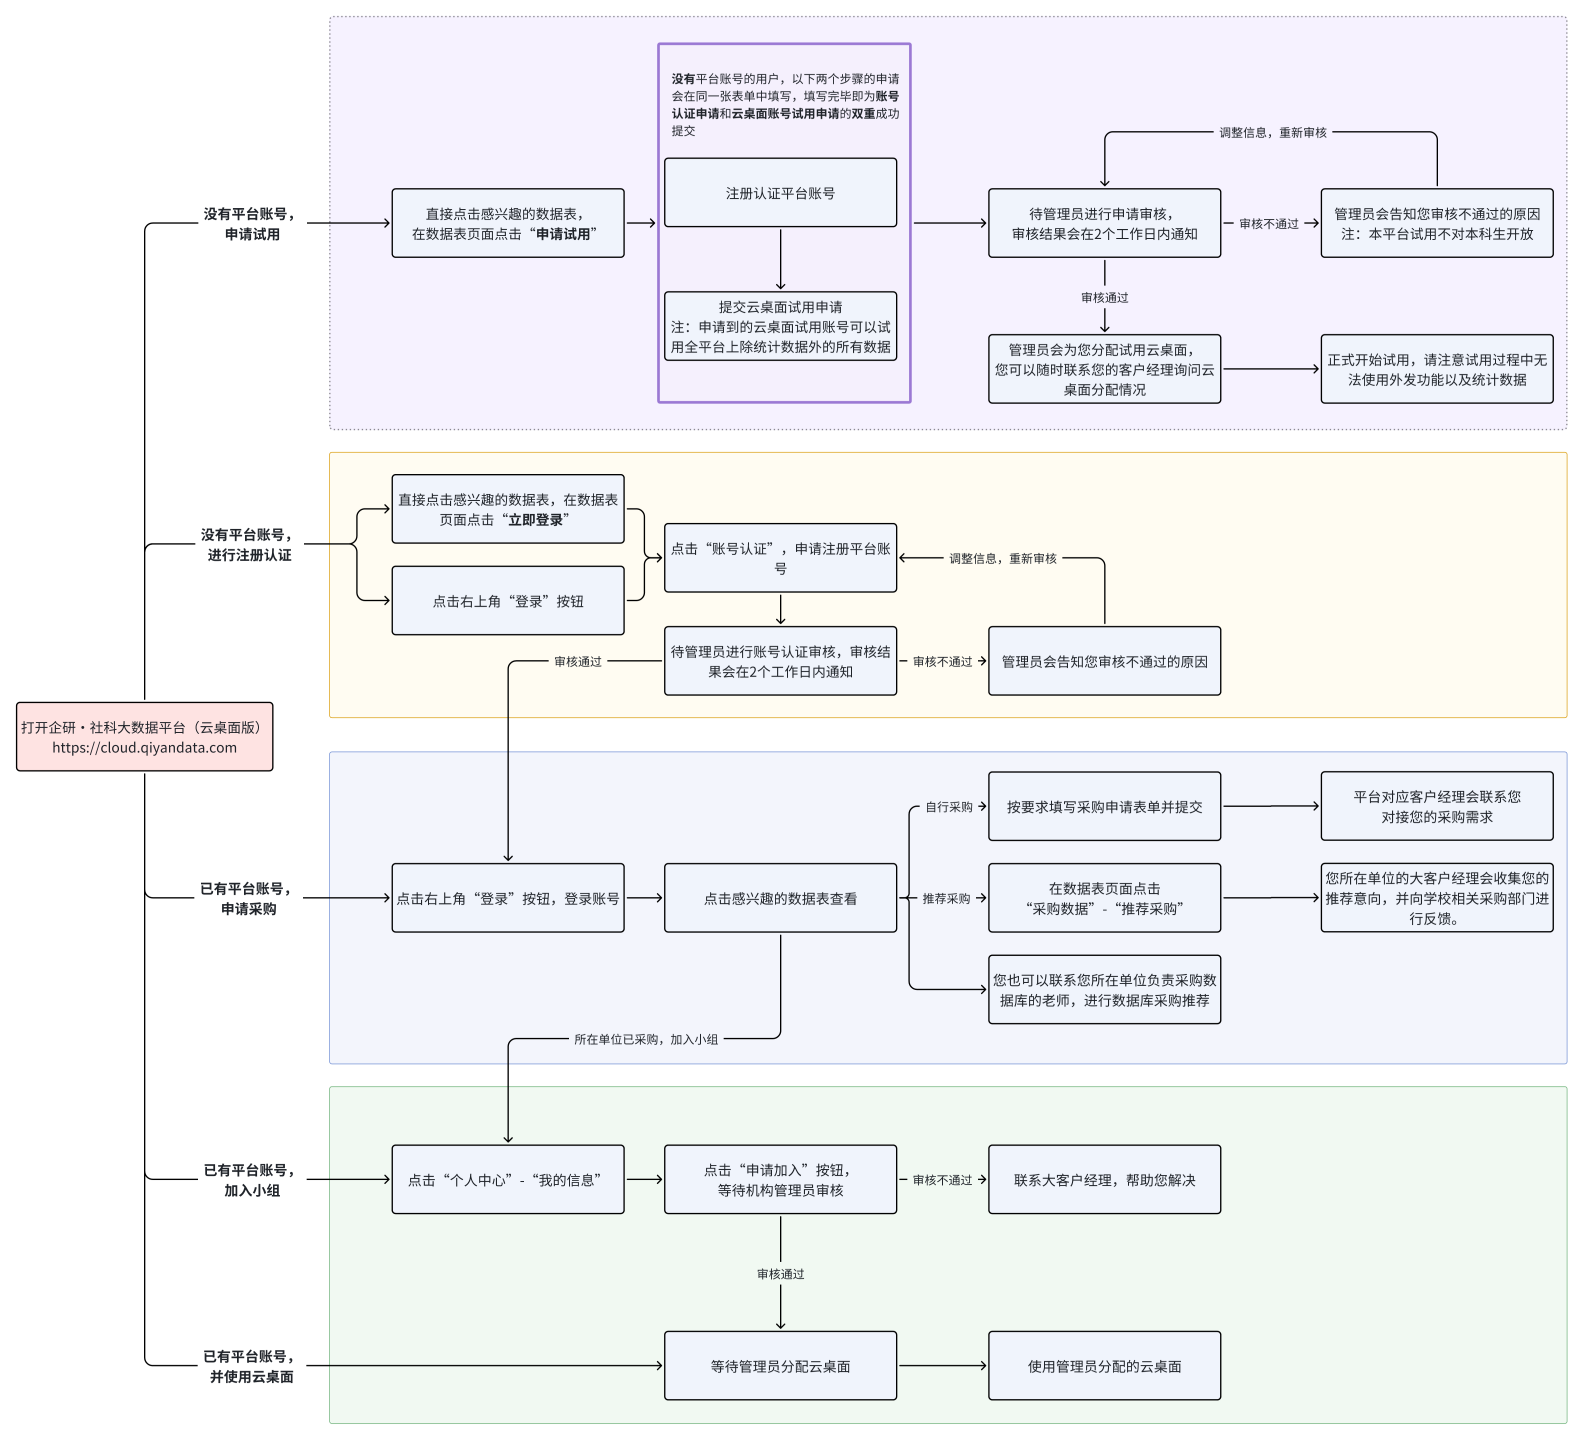 没有平台账号的用户，以下两个步骤的申请
会在同一张表单中填写，填写完毕即为账号
认证申请和云桌面账号试用申请的双重成功
提交
调整信息，重新审核
没有平台账号，
申请试用
直接点击感兴趣的数据表，
在数据表页面点击“申请试用”
注册认证平台账号
待管理员进行申请审核，
审核结果会在2个工作日内通知
审核不通过
管理员会告知您审核不通过的原因
注：本平台试用不对本科生开放
审核通过
提交云桌面试用申请
注：申请到的云桌面试用账号可以试
用全平台上除统计数据外的所有数据
管理员会为您分配试用云桌面，
您可以随时联系您的客户经理询问云
桌面分配情况
正式开始试用，请注意试用过程中无
法使用外发功能以及统计数据
没有平台账号，
进行注册认证
直接点击感兴趣的数据表，在数据表
页面点击“立即登录”
点击右上角“登录”按钮
点击“账号认证”，申请注册平台账
号
调整信息，重新审核
审核通过
待管理员进行账号认证审核，审核结
果会在2个工作日内通知
审核不通过
管理员会告知您审核不通过的原因
打开企研·社科大数据平台（云桌面版）
https://cloud.qiyandata.com
已有平台账号，
申请采购
点击右上角“登录”按钮，登录账号
点击感兴趣的数据表查看
自行采购
按要求填写采购申请表单并提交
平台对应客户经理会联系您
对接您的采购需求
推荐采购
在数据表页面点击
“采购数据”-“推荐采购”
您所在单位的大客户经理会收集您的
推荐意向，并向学校相关采购部门进
行反馈。
您也可以联系您所在单位负责采购数
据库的老师，进行数据库采购推荐
所在单位已采购，加入小组
已有平台账号，
加入小组
点击“个人中心”-“我的信息”
点击“申请加入”按钮，
等待机构管理员审核
审核不通过
联系大客户经理，帮助您解决
审核通过
已有平台账号，
并使用云桌面
等待管理员分配云桌面
使用管理员分配的云桌面